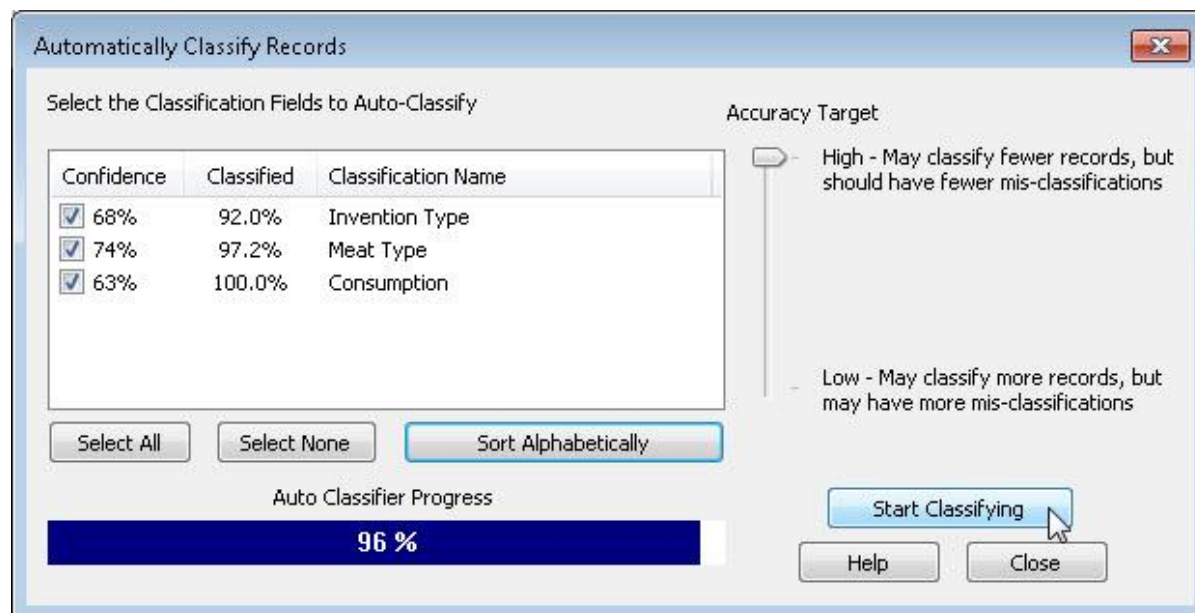 Automatically Classify Records
Select the Classification Fields to Auto-Classify
Confidence Classified Classification Name
68% 92.0% Invention Type
74% 97.2% Meat Type
63% 100.0% Consumption
Select All Select None Sort Alphabetically
Auto Classifier Progress
96 %
Accuracy Target
High - May classify fewer records, but
should have fewer mis-classifications
Low - May classify more records, but
may have more mis-classifications
Start Classifying
Help Close